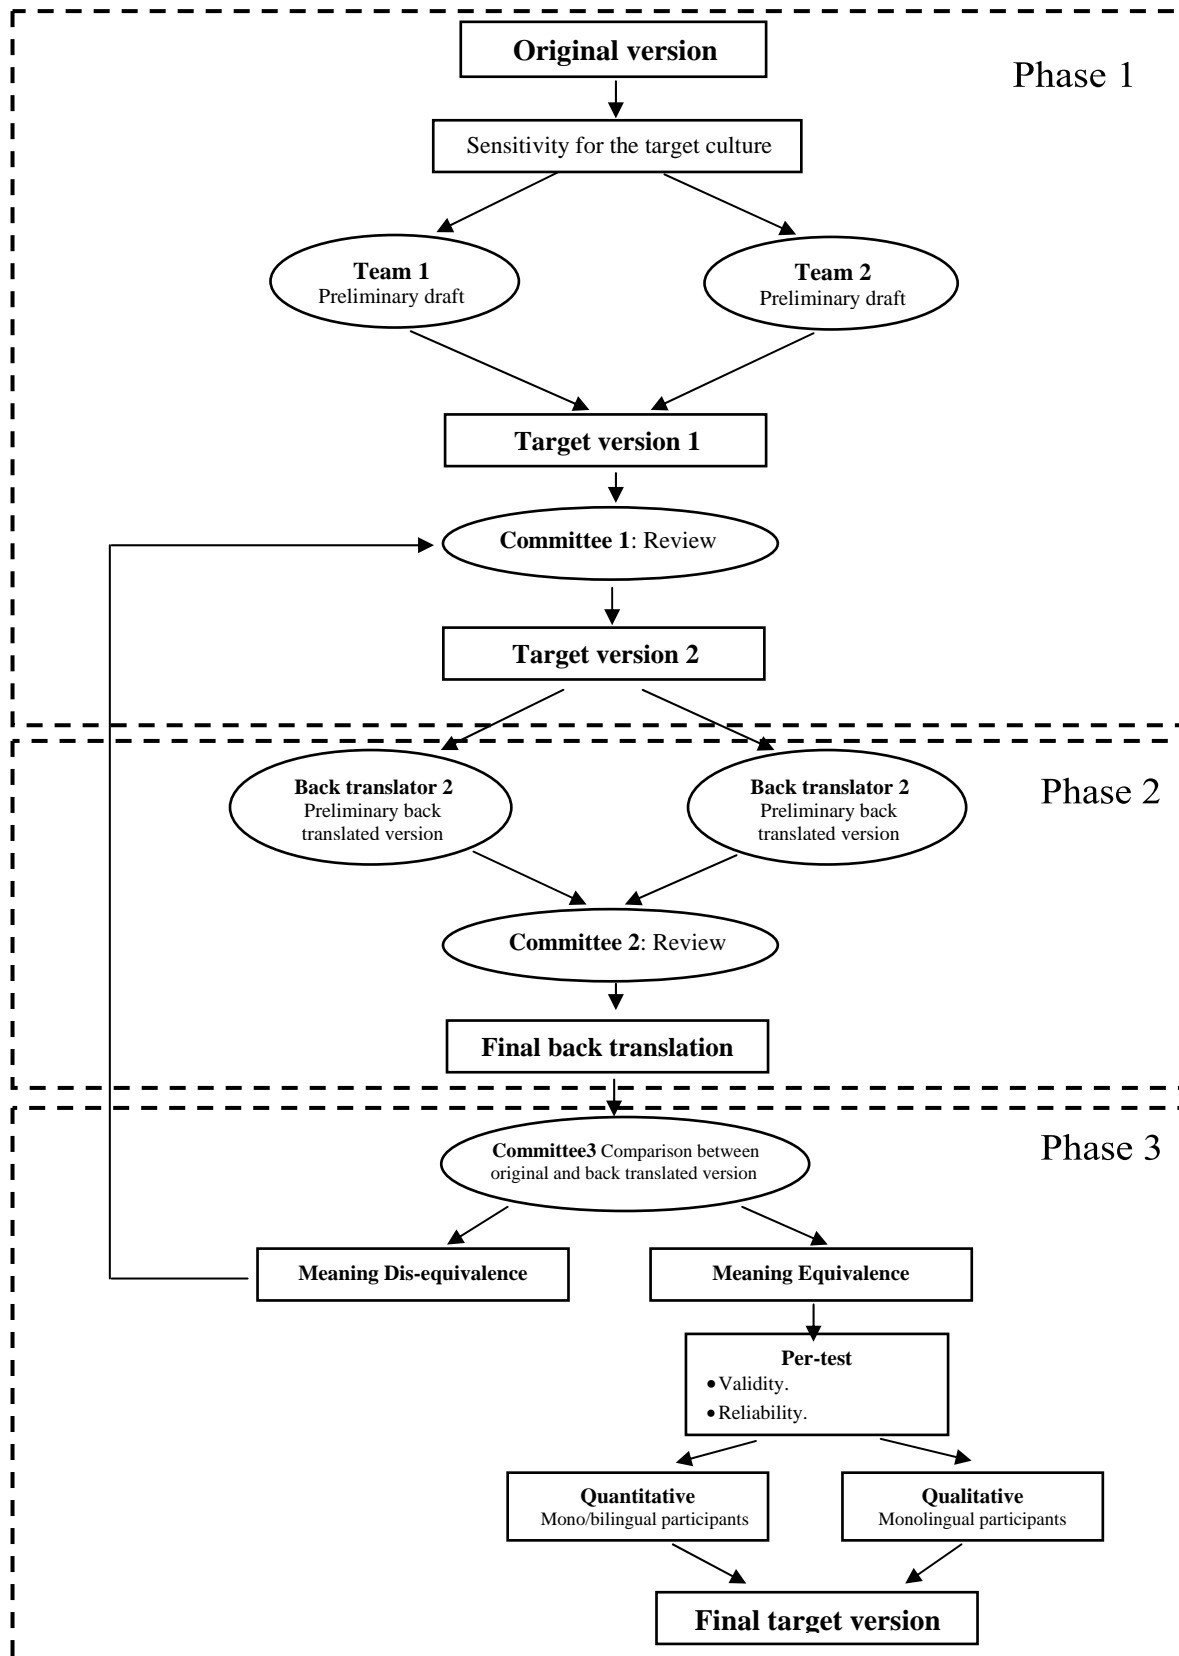 Original version
Phase 1
Sensitivity for the target culture
Team 1
Preliminary draft
Team 2
Preliminary draft
Target version 1
Committee 1: Review
Target version 2
Phase 2
Back translator 2
Preliminary back
translated version
Back translator 2
Preliminary back
translated version
Committee 2: Review
Final back translation
Phase 3
Committee3 Comparison between
original and back translated version
Meaning Dis-equivalence
Meaning Equivalence
Per-test
• Validity.
• Reliability.
Quantitative
Mono/bilingual participants
Qualitative
Monolingual participants
Final target version